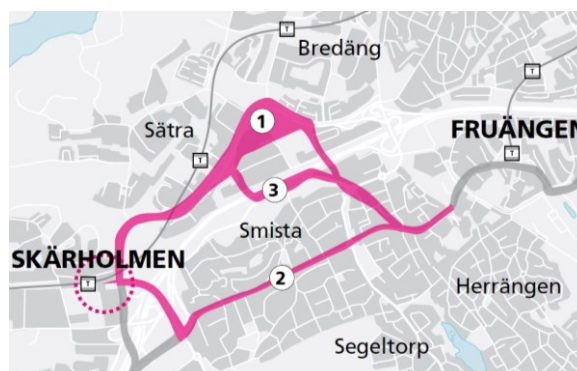 Bredäng
1
Sätra
FRUÄNGEN
3
Smista
SKÄRHOLMEN
2
Herrängen
Segeltorp
T
T
T
T
T